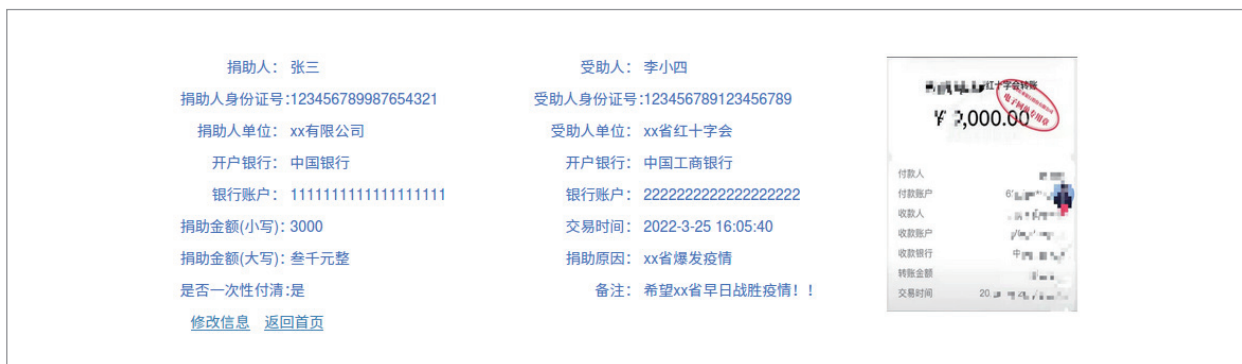 捐助人： 张三
捐助人身份证号:123456789987654321
捐助人单位： xx有限公司
开户银行： 中国银行
银行账户： 1111111111111111111
捐助金额(小写): 3000
捐助金额(大写): 叁千元整
是否一次性付清:是
修改信息 返回首页
受助人： 李小四
受助人身份证号:123456789123456789
受助人单位： xx省红十字会
开户银行： 中国工商银行
银行账户： 2222222222222222222
交易时间： 2022-3-25 16:05:40
捐助原因： xx省爆发疫情
备注： 希望xx省早日战胜疫情！！
红十字会转账
,000.00
付款人
付款账户
收款人
收款账户
收款银行
转账金额
交易时间